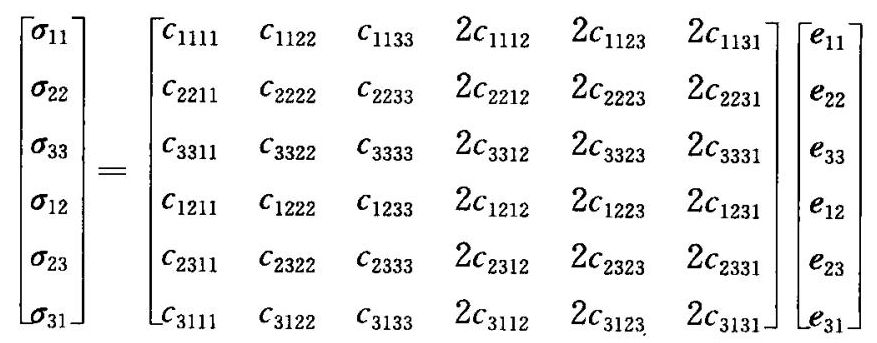 σ11 c1111 c1122 c1133 2c1112 2c1123 2c1131 e11
σ22 c2211 c2222 c2233 2c2212 2c2223 2c2231 e22
σ33 = c3311 c3322 c3333 2c3312 2c3323 2c3331 e33
σ12 c1211 c1222 c1233 2c1212 2c1223 2c1231 e12
σ23 c2311 c2322 c2333 2c2312 2c2323 2c2331 e23
σ31 c3111 c3122 c3133 2c3112 2c3123 2c3131 e31